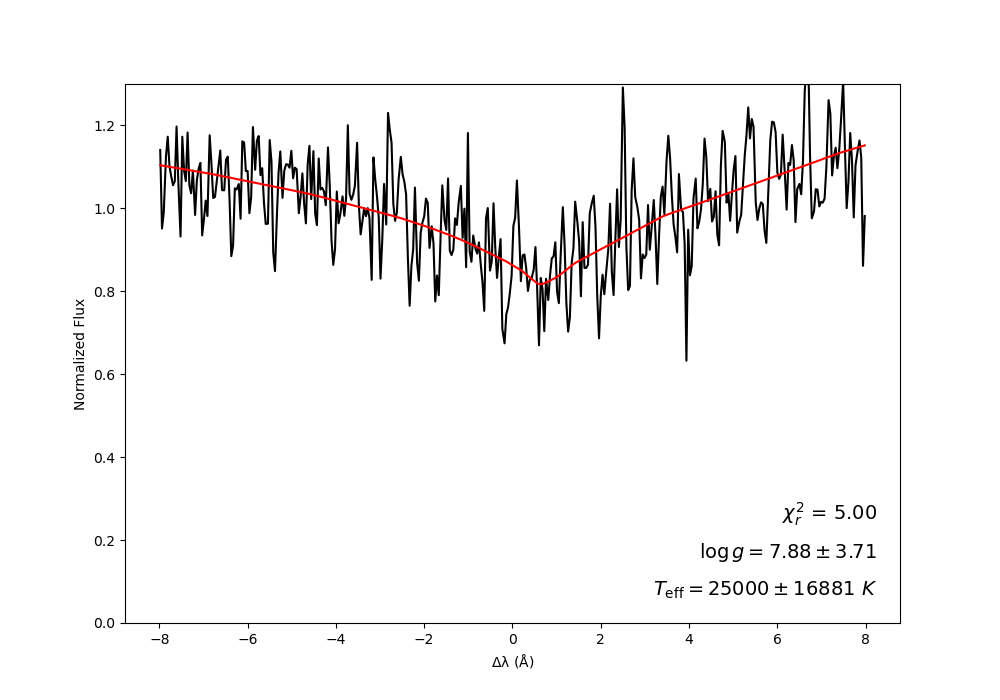 1.2
1.0
0.8
0.6
0.4
0.2
0.0
Normalized Flux
χ²ᵣ = 5.00
log g = 7.88 ± 3.71
T_eff = 25000 ± 16881 K
−8 −6 −4 −2 0 2 4 6 8
Δλ (Å)